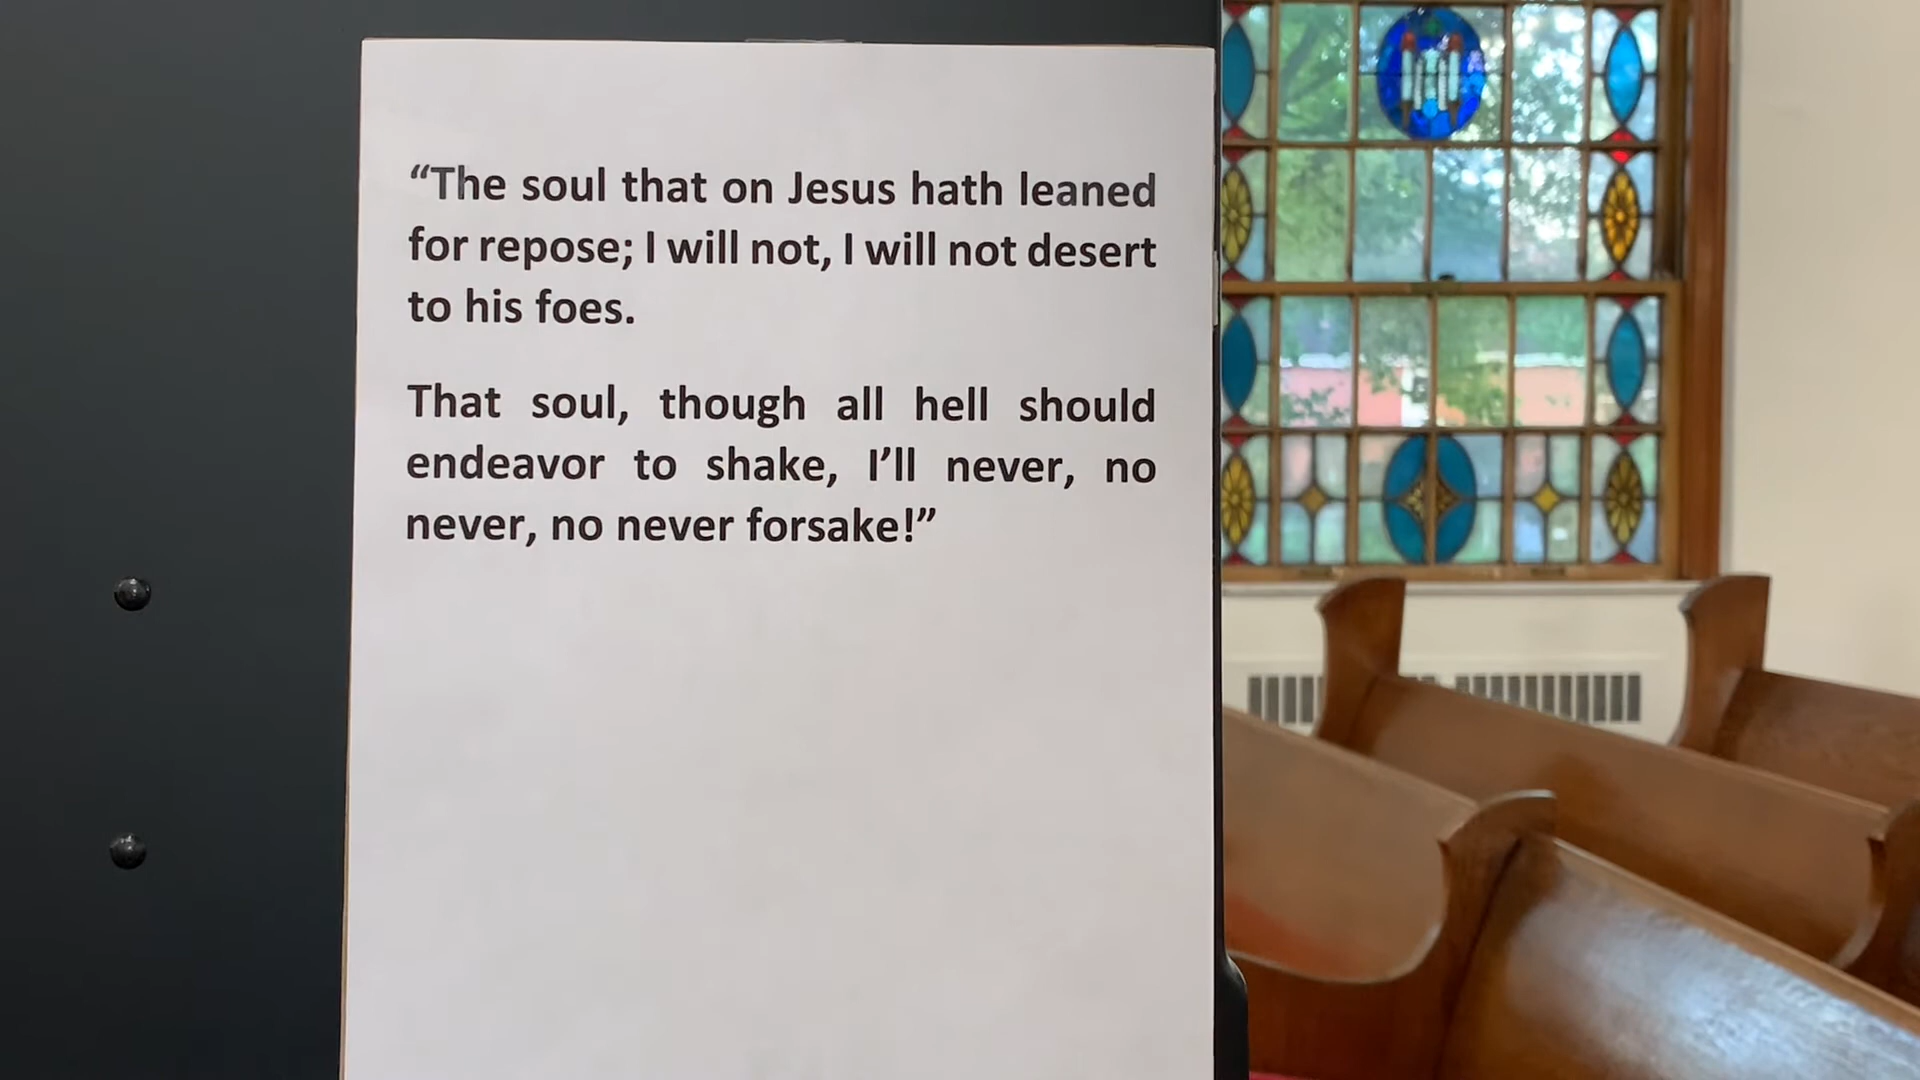 “The soul that on Jesus hath leaned
for repose; I will not, I will not desert
to his foes.
That soul, though all hell should
endeavor to shake, I’ll never, no
never, no never forsake!”